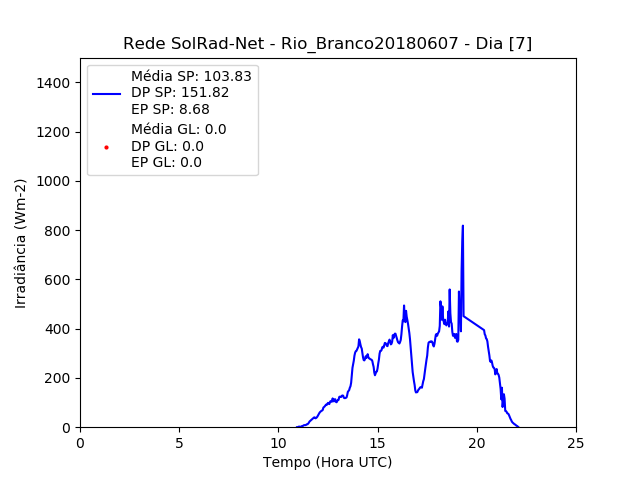 Rede SolRad-Net - Rio_Branco20180607 - Dia [7]
Média SP: 103.83
DP SP: 151.82
EP SP: 8.68
Média GL: 0.0
DP GL: 0.0
EP GL: 0.0
1400
1200
1000
800
600
400
200
0
Irradiância (Wm-2)
0 5 10 15 20 25
Tempo (Hora UTC)